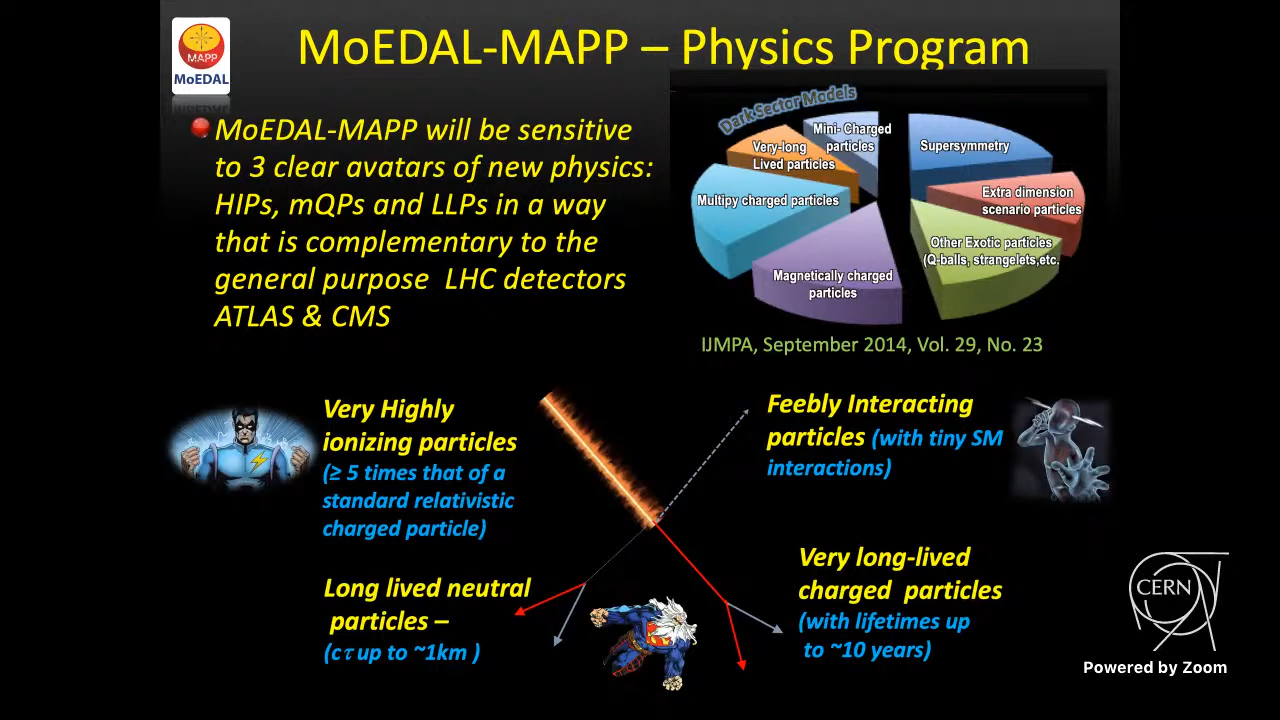 MAPP
MoEDAL
MoEDAL-MAPP – Physics Program
MoEDAL-MAPP will be sensitive
to 3 clear avatars of new physics:
HIPs, mQPs and LLPs in a way
that is complementary to the
general purpose LHC detectors
ATLAS & CMS
Dark Sector Models
Mini- Charged
particles
Very-long
Lived particles
Supersymmetry
Multipy charged particles
Extra dimension
scenario particles
Other Exotic particles
(Q-balls, strangelets,etc.
Magnetically charged
particles
IJMPA, September 2014, Vol. 29, No. 23
Very Highly
ionizing particles
(≥ 5 times that of a
standard relativistic
charged particle)
Feebly Interacting
particles (with tiny SM
interactions)
Long lived neutral
particles –
(cτ up to ~1km )
Very long-lived
charged particles
(with lifetimes up
to ~10 years)
CERN
Powered by Zoom